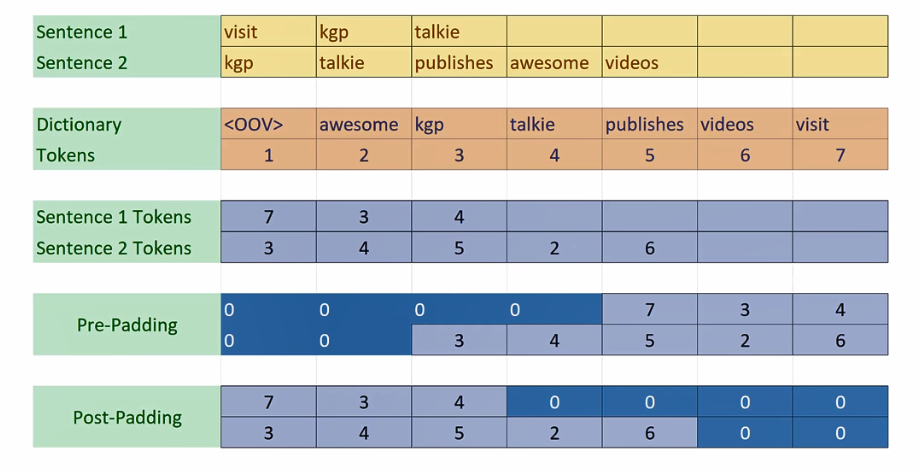 Sentence 1 visit kgp talkie
Sentence 2 kgp talkie publishes awesome videos
Dictionary <OOV> awesome kgp talkie publishes videos visit
Tokens 1 2 3 4 5 6 7
Sentence 1 Tokens 7 3 4
Sentence 2 Tokens 3 4 5 2 6
Pre-Padding
0 0 0 0 7 3 4
0 0 3 4 5 2 6
Post-Padding
7 3 4 0 0 0 0
3 4 5 2 6 0 0